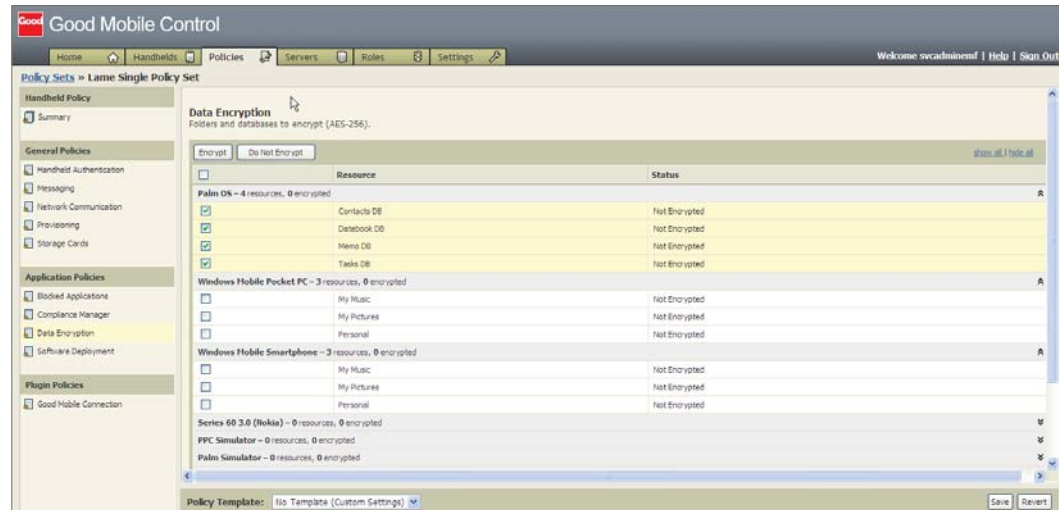 Good Good Mobile Control
Home Handhelds Policies Servers Roles Settings Welcome svcadminemf | Help | Sign Out
Policy Sets » Lame Single Policy Set
Handheld Policy
Summary
General Policies
Handheld Authentication
Messaging
Network Communication
Provisioning
Storage Cards
Application Policies
Blocked Applications
Compliance Manager
Data Encryption
Software Deployment
Plugin Policies
Good Mobile Connection
Data Encryption
Folders and databases to encrypt (AES-256).
Encrypt Do Not Encrypt show all | hide all
Resource Status
Palm OS – 4 resources, 0 encrypted
Contacts DB Not Encrypted
Datebook DB Not Encrypted
Memo DB Not Encrypted
Tasks DB Not Encrypted
Windows Mobile Pocket PC – 3 resources, 0 encrypted
My Music Not Encrypted
My Pictures Not Encrypted
Personal Not Encrypted
Windows Mobile Smartphone – 3 resources, 0 encrypted
My Music Not Encrypted
My Pictures Not Encrypted
Personal Not Encrypted
Series 60 3.0 (Nokia) – 0 resources, 0 encrypted
PPC Simulator – 0 resources, 0 encrypted
Palm Simulator – 0 resources, 0 encrypted
Policy Template: No Template (Custom Settings) Save Revert